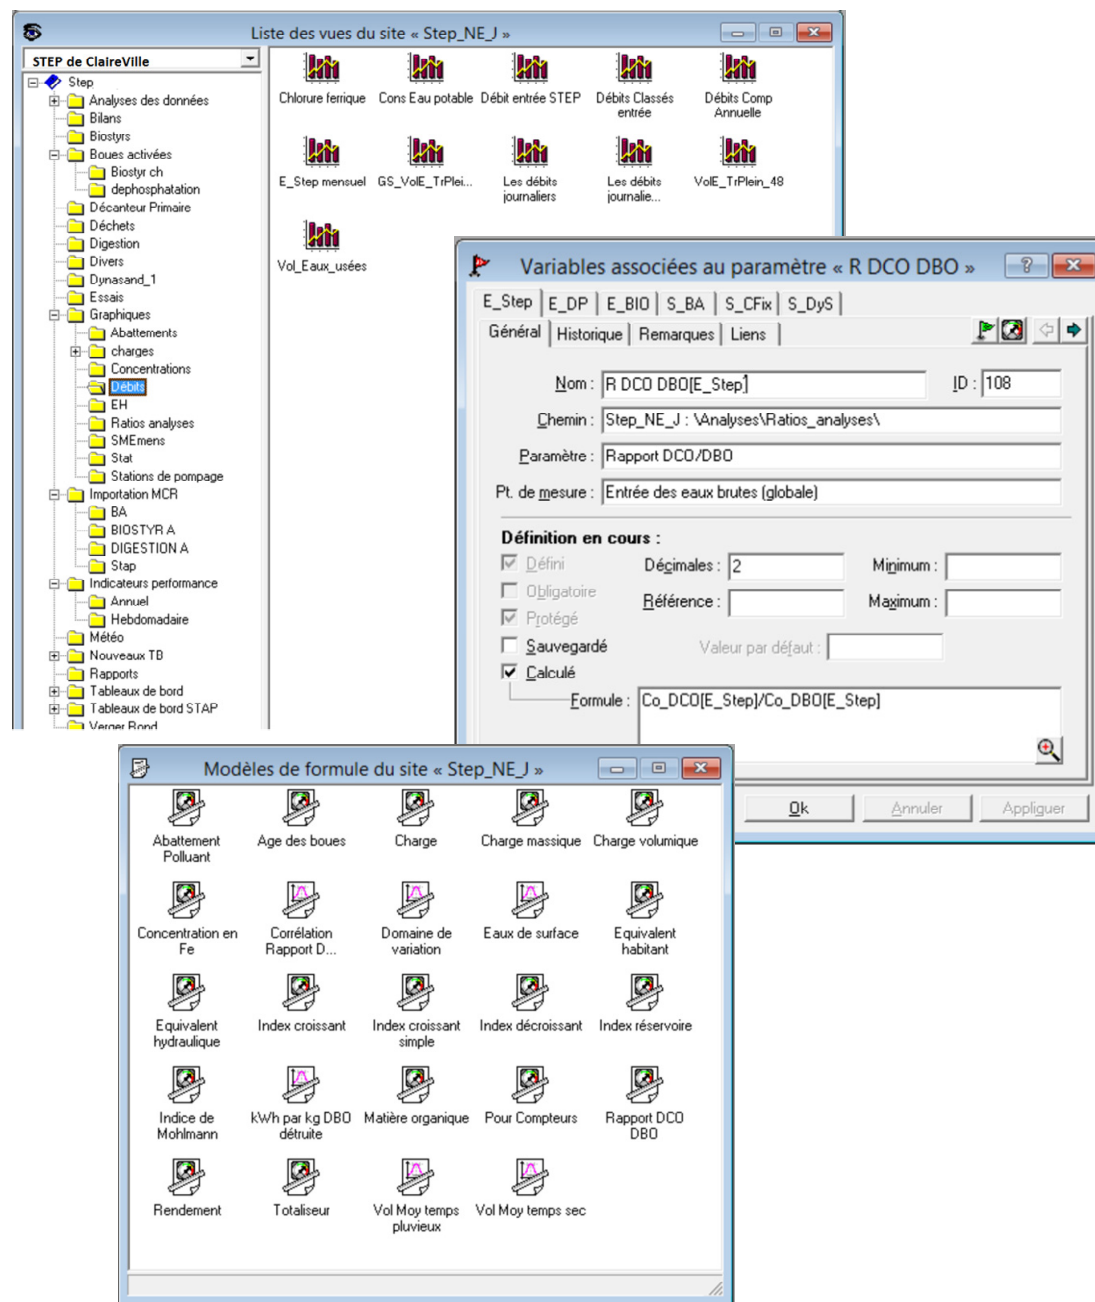 Liste des vues du site « Step_NE_J »
STEP de ClaireVille
Step
Analyses des données
Bilans
Biostyrs
Boues activées
Biostyr ch
dephosphatation
Décanteur Primaire
Déchets
Digestion
Divers
Dynasand_1
Essais
Graphiques
Abattements
charges
Concentrations
Débits
EH
Ratios analyses
SMEmens
Stat
Stations de pompage
Importation MCR
BA
BIOSTYR A
DIGESTION A
Stap
Indicateurs performance
Annuel
Hebdomadaire
Météo
Nouveaux TB
Rapports
Tableaux de bord
Tableaux de bord STAP
Verger Rond
Chlorure ferrique Cons Eau potable Débit entrée STEP Débits Classés Débits Comp
entrée Annuelle
E_Step mensuel GS_VolE_TrPlei... Les débits Les débits VolE_TrPlein_48
journaliers journalie...
Vol_Eaux_usées
Variables associées au paramètre « R DCO DBO »
E_Step E_DP E_BIO S_BA S_CFix S_DyS
Général Historique Remarques Liens
Nom : R DCO DBO[E_Step] ID : 108
Chemin : Step_NE_J : \Analyses\Ratios_analyses\
Paramètre : Rapport DCO/DBO
Pt. de mesure : Entrée des eaux brutes (globale)
Définition en cours :
Défini Décimales : 2 Minimum :
Obligatoire Référence : Maximum :
Protégé
Sauvegardé Valeur par défaut :
Calculé
Formule : Co_DCO[E_Step]/Co_DBO[E_Step]
Ok Annuler Appliquer
Modèles de formule du site « Step_NE_J »
Abattement Age des boues Charge Charge massique Charge volumique
Polluant
Concentration en Corrélation Domaine de Eaux de surface Equivalent
Fe Rapport D... variation habitant
Equivalent Index croissant Index croissant Index décroissant Index réservoire
hydraulique simple
Indice de kWh par kg DBO Matière organique Pour Compteurs Rapport DCO
Mohlmann détruite DBO
Rendement Totaliseur Vol Moy temps Vol Moy temps sec
pluvieux